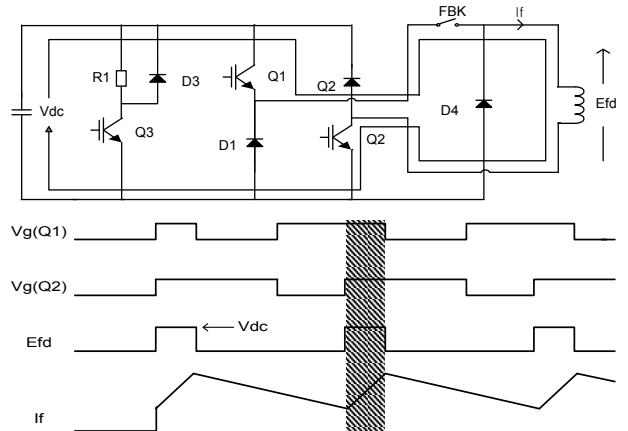 FBK
If
R1
D3
Q1
Q2
Vdc
Efd
D4
Q3
D1
Q2
Vg(Q1)
Vg(Q2)
Efd
Vdc
If